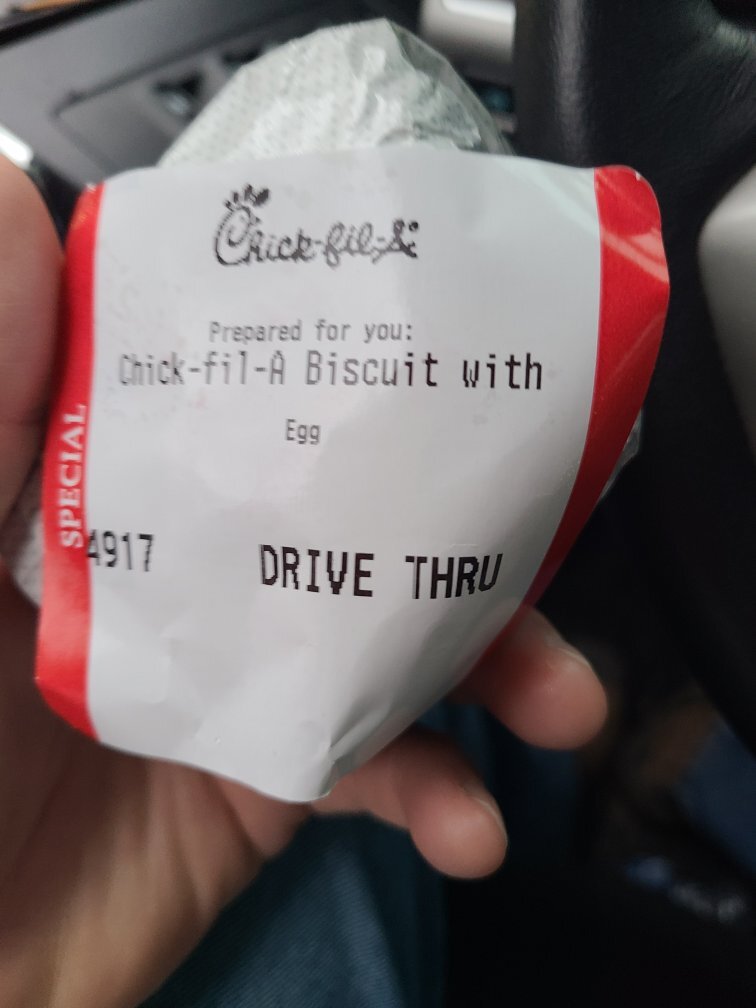 Chick-fil-A
Prepared for you:
Chick-fil-A Biscuit with
Egg
SPECIAL
4917 DRIVE THRU